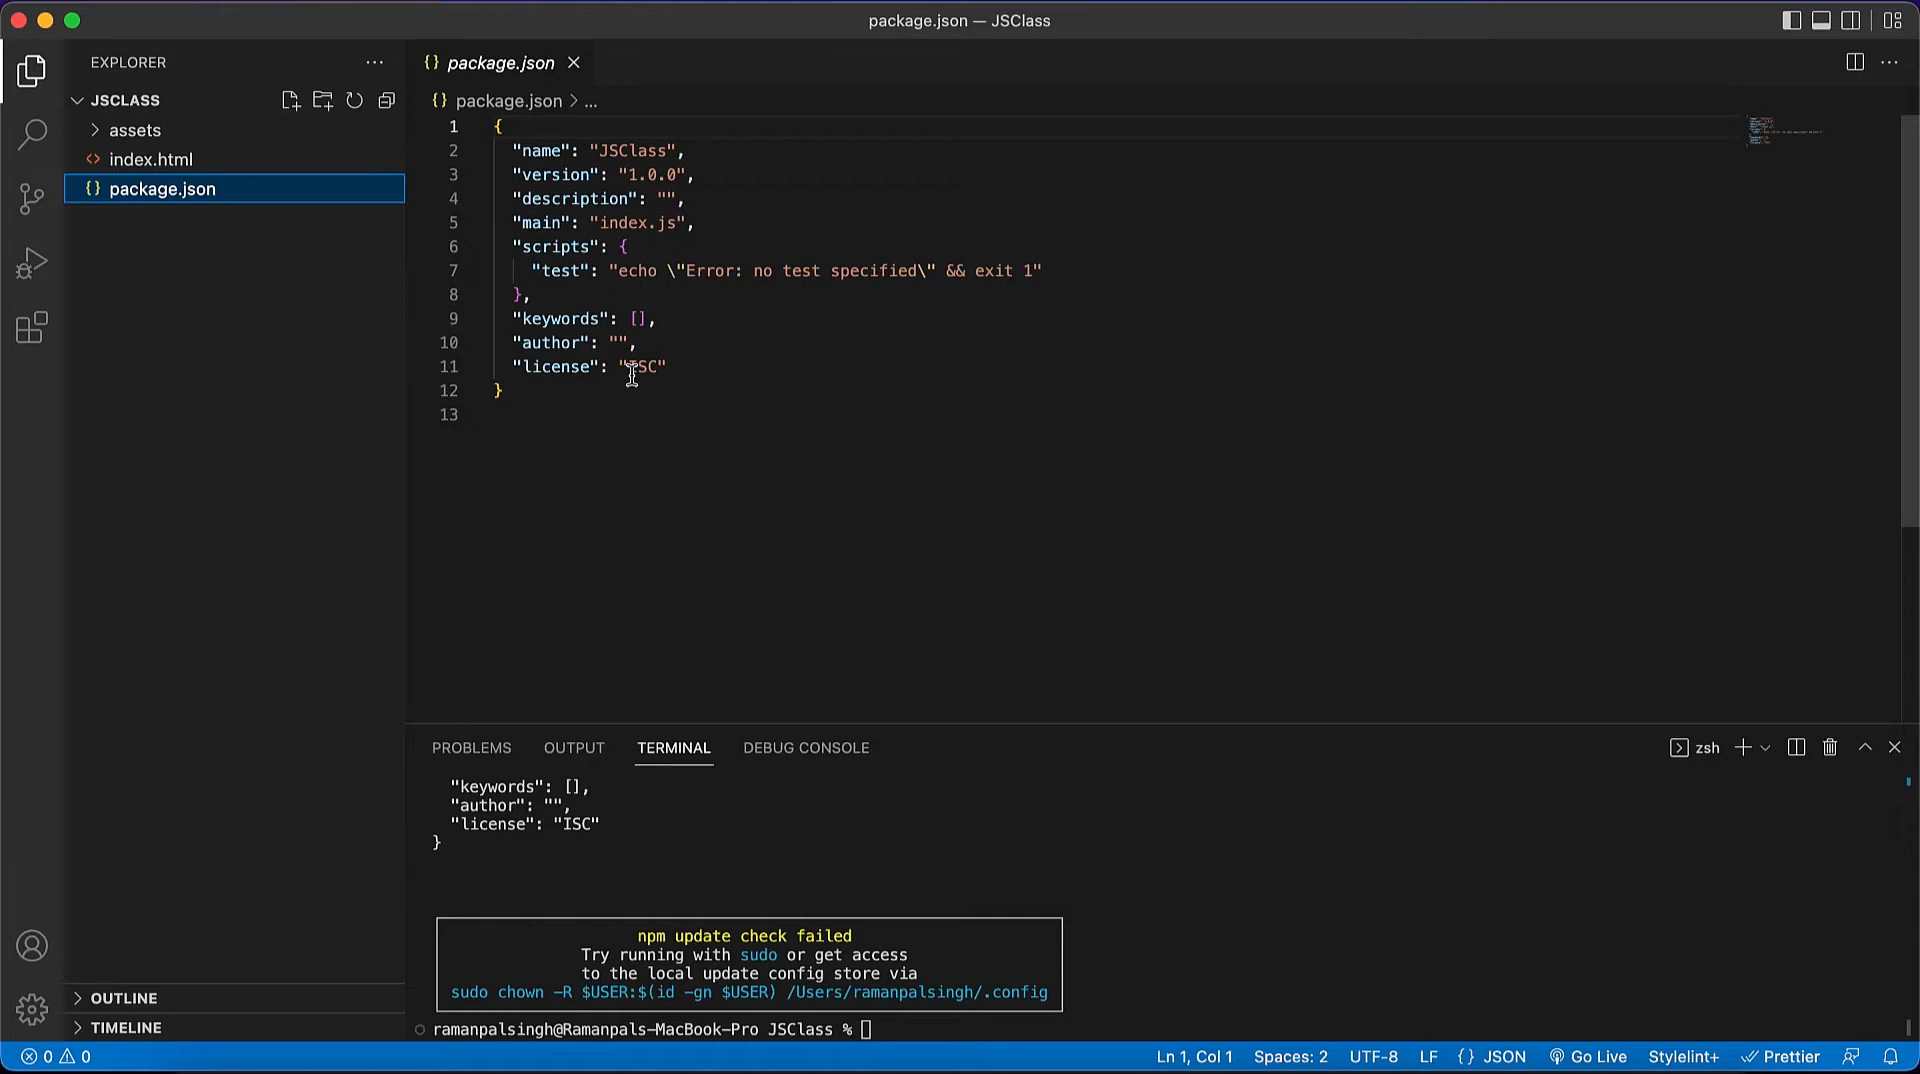 package.json — JSClass
EXPLORER
JSCLASS
assets
index.html
package.json
package.json
package.json > ...
1 {
2 "name": "JSClass",
3 "version": "1.0.0",
4 "description": "",
5 "main": "index.js",
6 "scripts": {
7 "test": "echo \"Error: no test specified\" && exit 1"
8 },
9 "keywords": [],
10 "author": "",
11 "license": "ISC"
12 }
13
PROBLEMS OUTPUT TERMINAL DEBUG CONSOLE
zsh
"keywords": [],
"author": "",
"license": "ISC"
}
npm update check failed
Try running with sudo or get access
to the local update config store via
sudo chown -R $USER:$(id -gn $USER) /Users/ramanpalsingh/.config
ramanpalsingh@Ramanpals-MacBook-Pro JSClass %
OUTLINE
TIMELINE
0 0 Ln 1, Col 1 Spaces: 2 UTF-8 LF {} JSON Go Live Stylelint+ Prettier